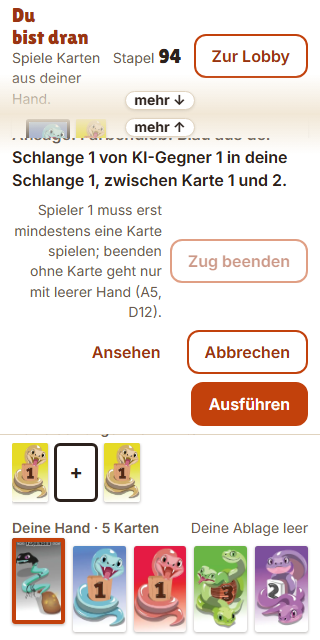 Du
bist dran
Spiele Karten
aus deiner
Hand.
Stapel 94
Zur Lobby
mehr ↓
mehr ↑
Schlange 1 von KI-Gegner 1 in deine
Schlange 1, zwischen Karte 1 und 2.
Spieler 1 muss erst
mindestens eine Karte
spielen; beenden
ohne Karte geht nur
mit leerer Hand (A5,
D12).
Zug beenden
Ansehen
Abbrechen
Ausführen
1
+
1
Deine Hand · 5 Karten
Deine Ablage leer
1
1
3
2